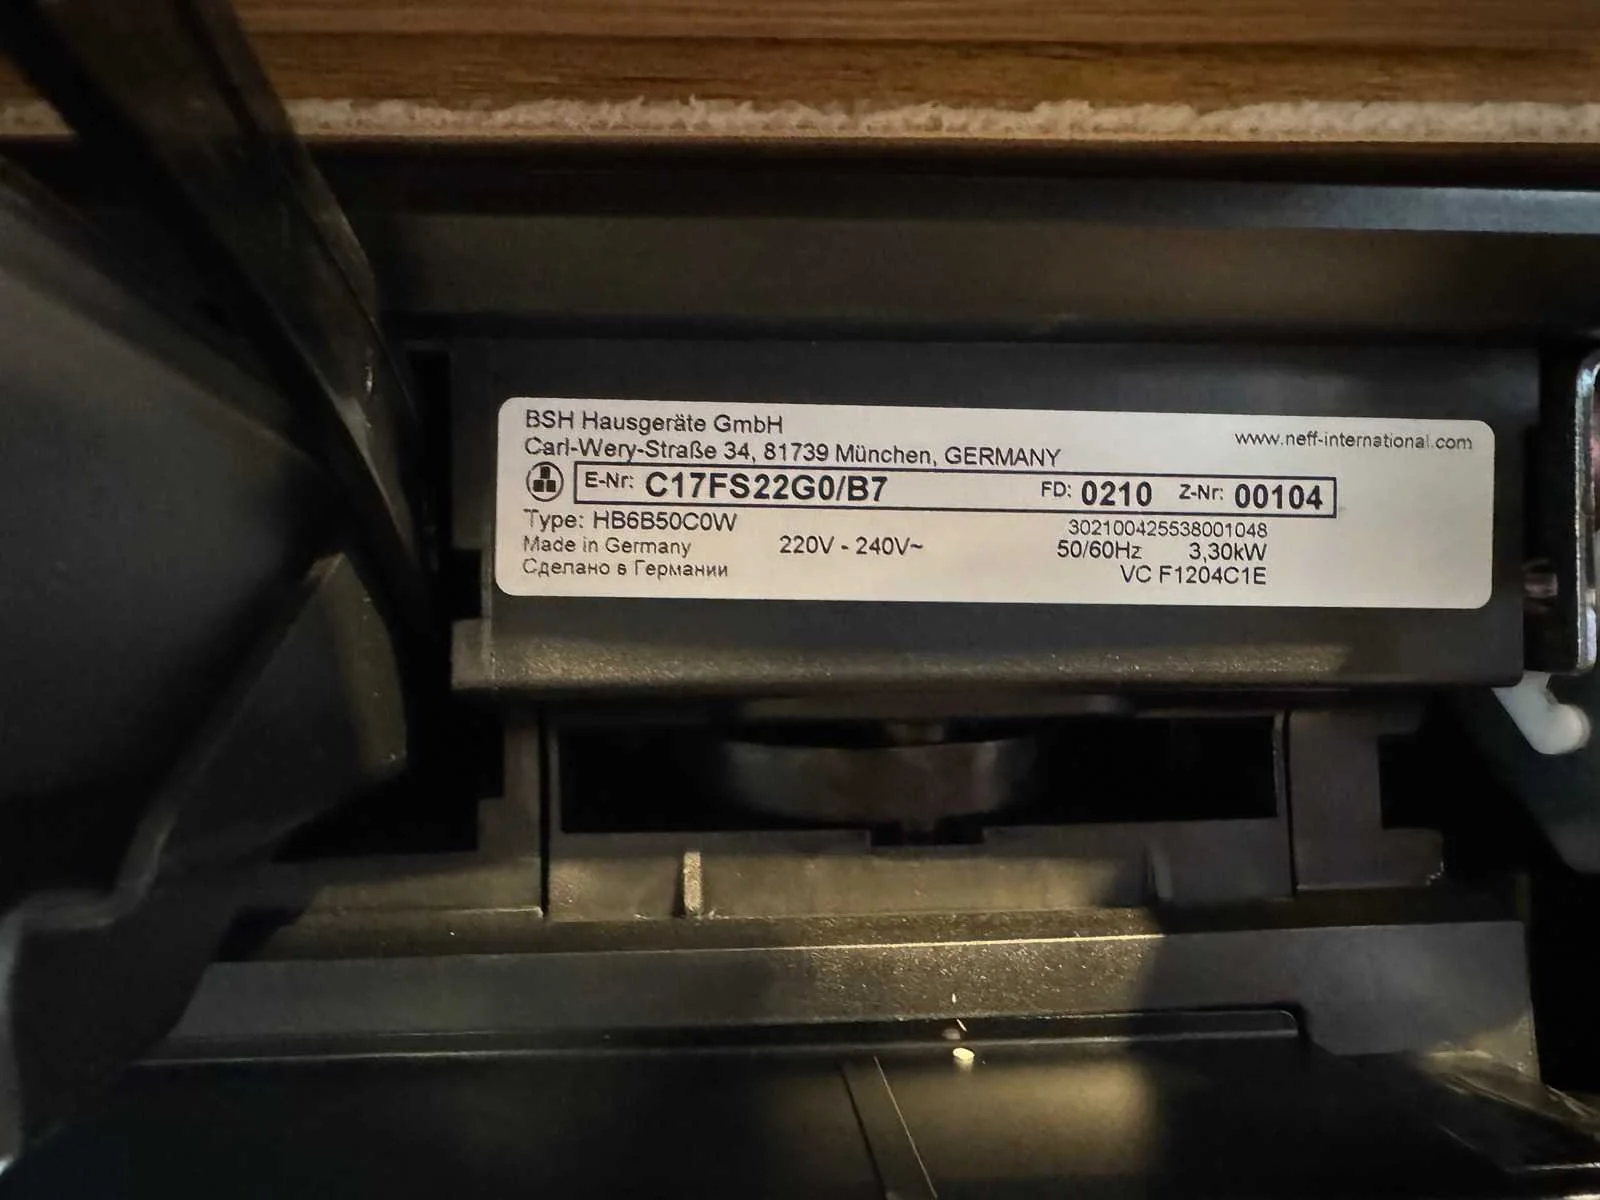 BSH Hausgeräte GmbH
www.neff-international.com
Carl-Wery-Straße 34, 81739 München, GERMANY
E-Nr: C17FS22G0/B7 FD: 0210 Z-Nr: 00104
Type: HB6B50C0W 302100425538001048
Made in Germany 220V - 240V~ 50/60Hz 3,30kW
Сделано в Германии VC F1204C1E